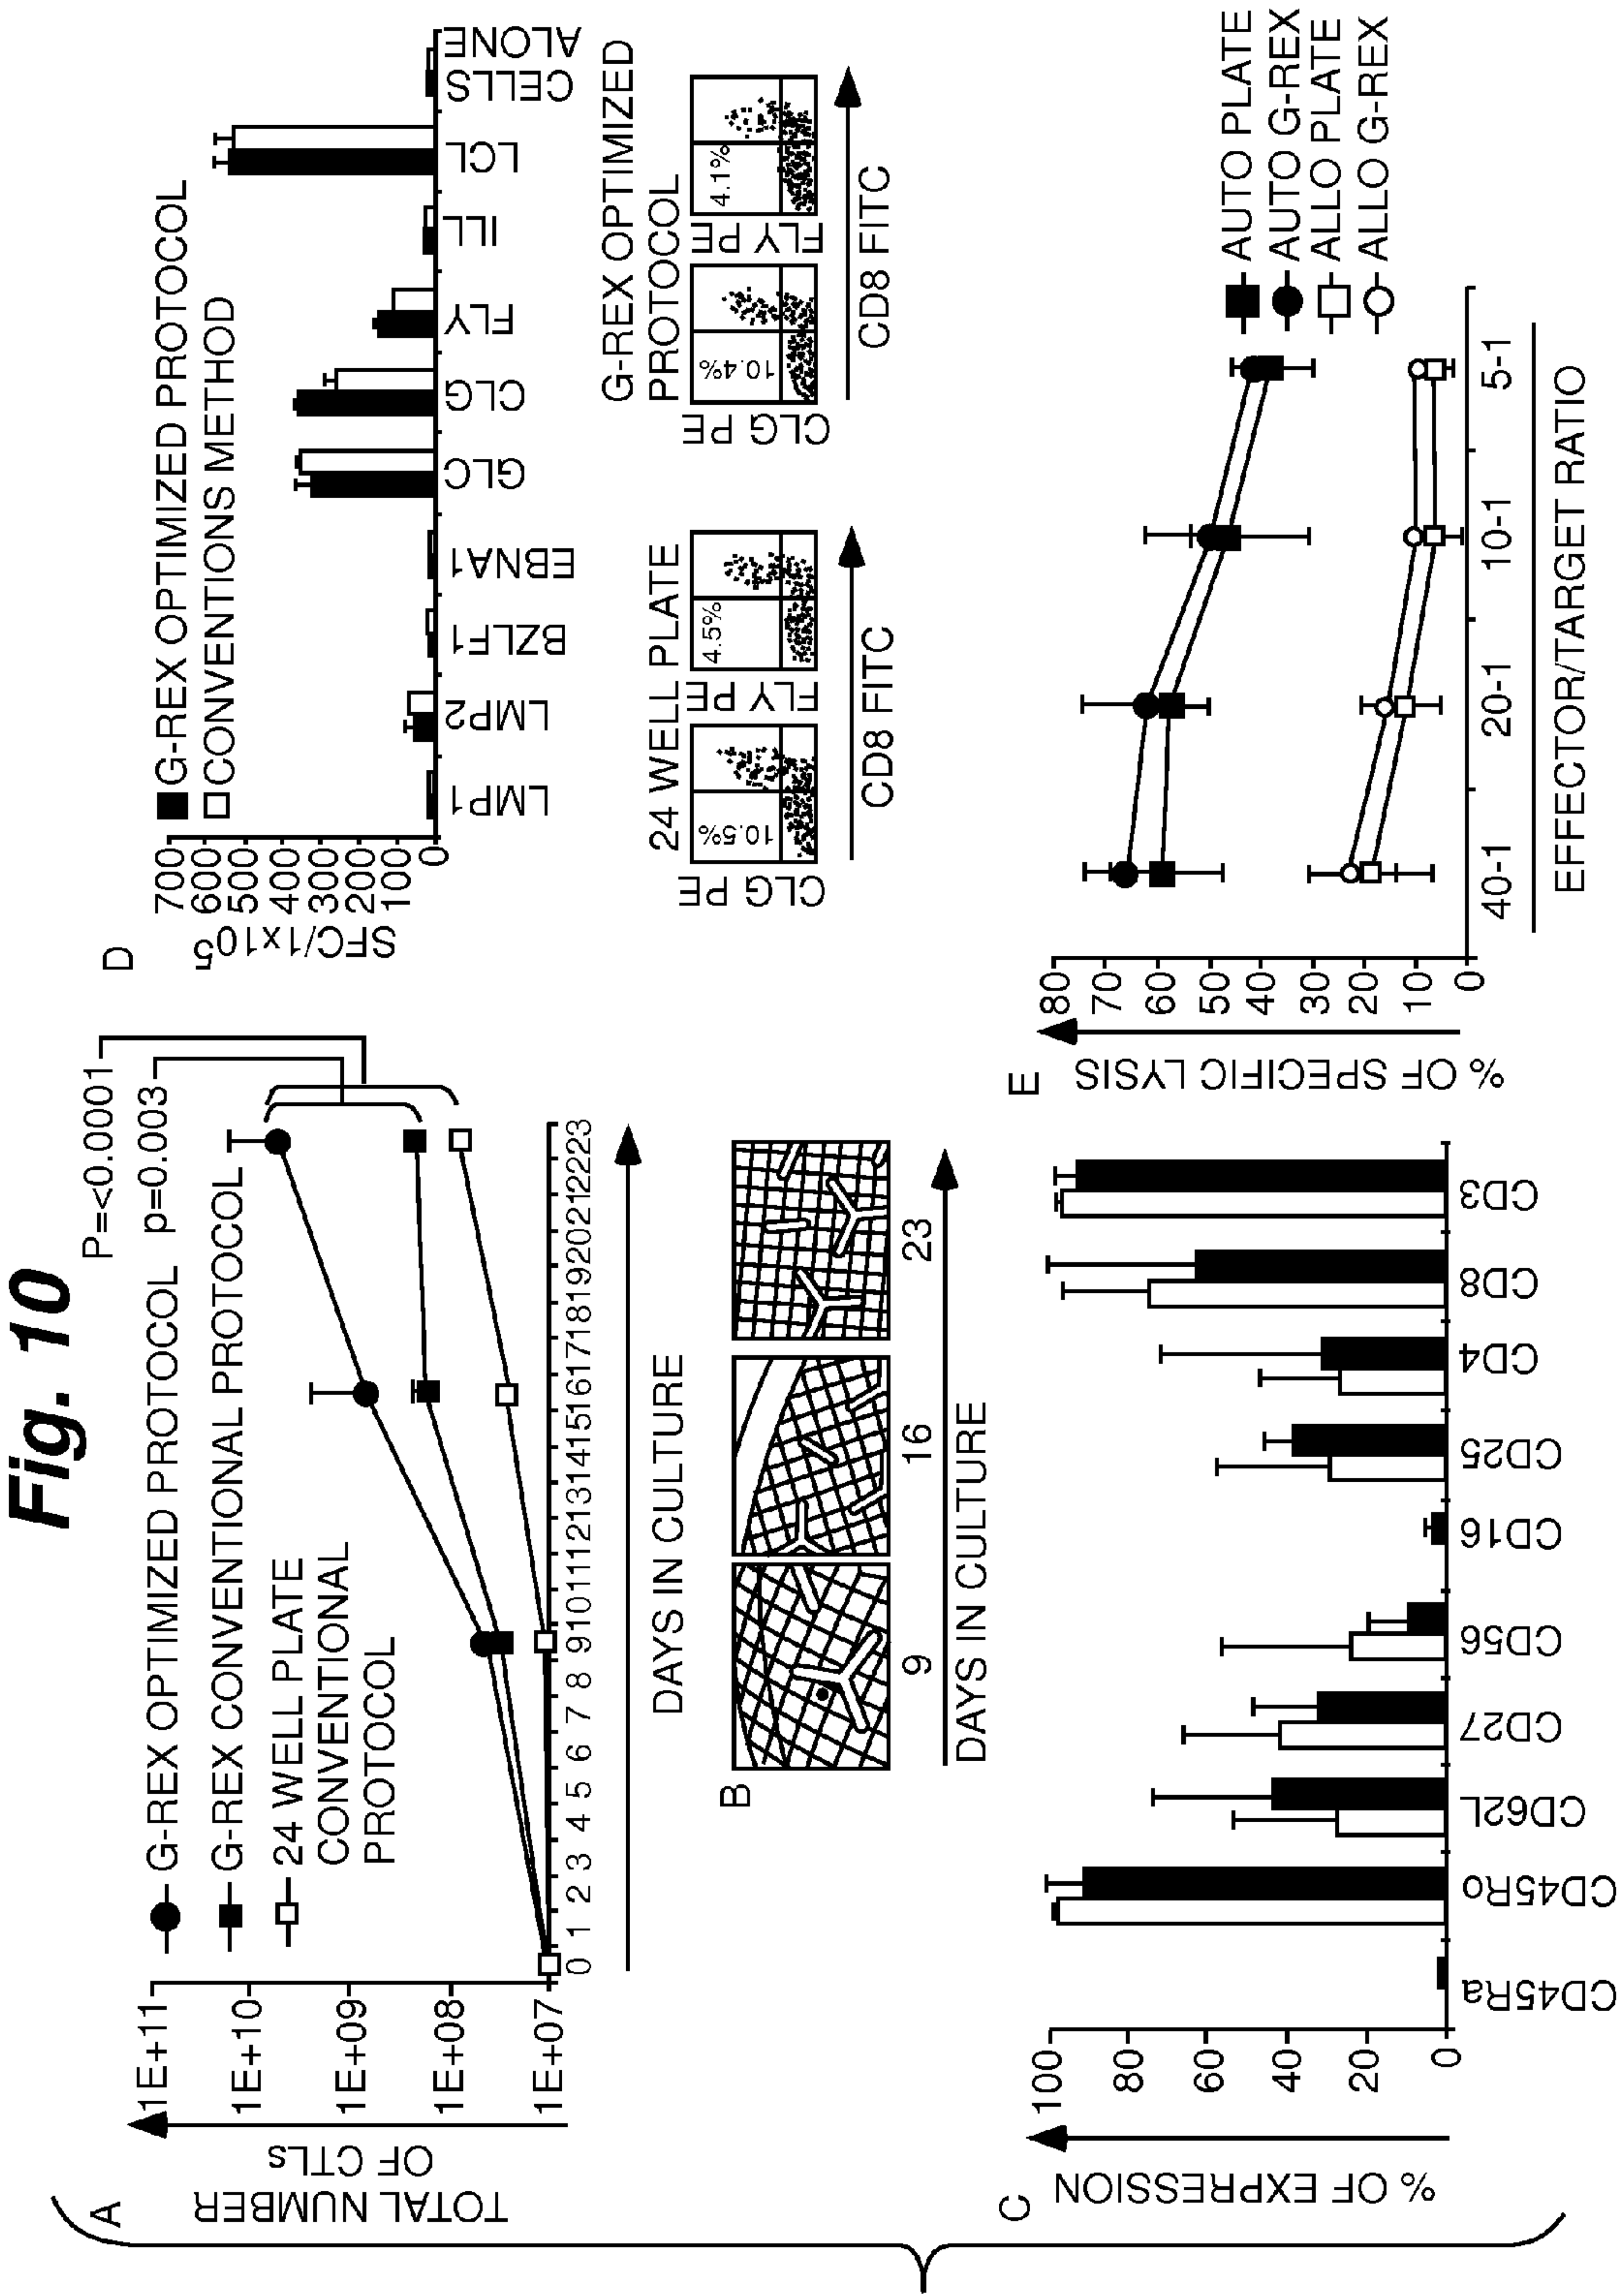 Fig. 10
A
TOTAL NUMBER
OF CTLs
1E+11
1E+10
1E+09
1E+08
1E+07
G-REX OPTIMIZED PROTOCOL
G-REX CONVENTIONAL PROTOCOL
24 WELL PLATE
CONVENTIONAL
PROTOCOL
P=<0.0001
p=0.003
0 1 2 3 4 5 6 7 8 9 10 11 12 13 14 15 16 17 18 19 20 21 22 23
DAYS IN CULTURE
B
9 16 23
DAYS IN CULTURE
C
% OF EXPRESSION
100
80
60
40
20
0
CD45Ra CD45Ro CD62L CD27 CD56 CD16 CD25 CD4 CD8 CD3
D
SFC/1x105
7000
6000
5000
4000
3000
2000
1000
0
G-REX OPTIMIZED PROTOCOL
CONVENTIONS METHOD
LMP1 LMP2 BZLF1 EBNA1 GLC CLG FLY ILL LCL CELLS ALONE
24 WELL PLATE
CLG PE
10.5%
FLY PE
4.5%
CD8 FITC
G-REX OPTIMIZED
PROTOCOL
CLG PE
10.4%
FLY PE
4.1%
CD8 FITC
E
% OF SPECIFIC LYSIS
80
70
60
50
40
30
20
10
0
40-1 20-1 10-1 5-1
EFFECTOR/TARGET RATIO
AUTO PLATE
AUTO G-REX
ALLO PLATE
ALLO G-REX